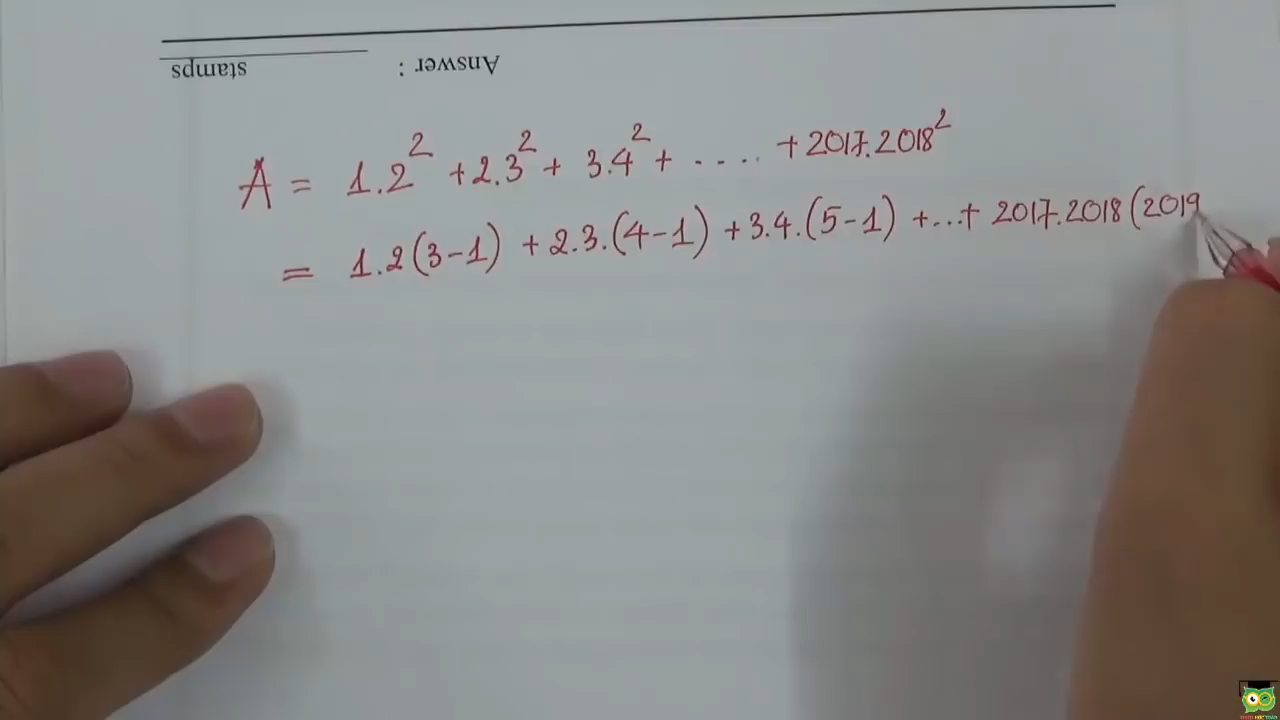 stamps Answer :
A = 1.2² + 2.3² + 3.4² + .... + 2017.2018²
= 1.2(3-1) + 2.3.(4-1) + 3.4.(5-1) +...+ 2017.2018(2019